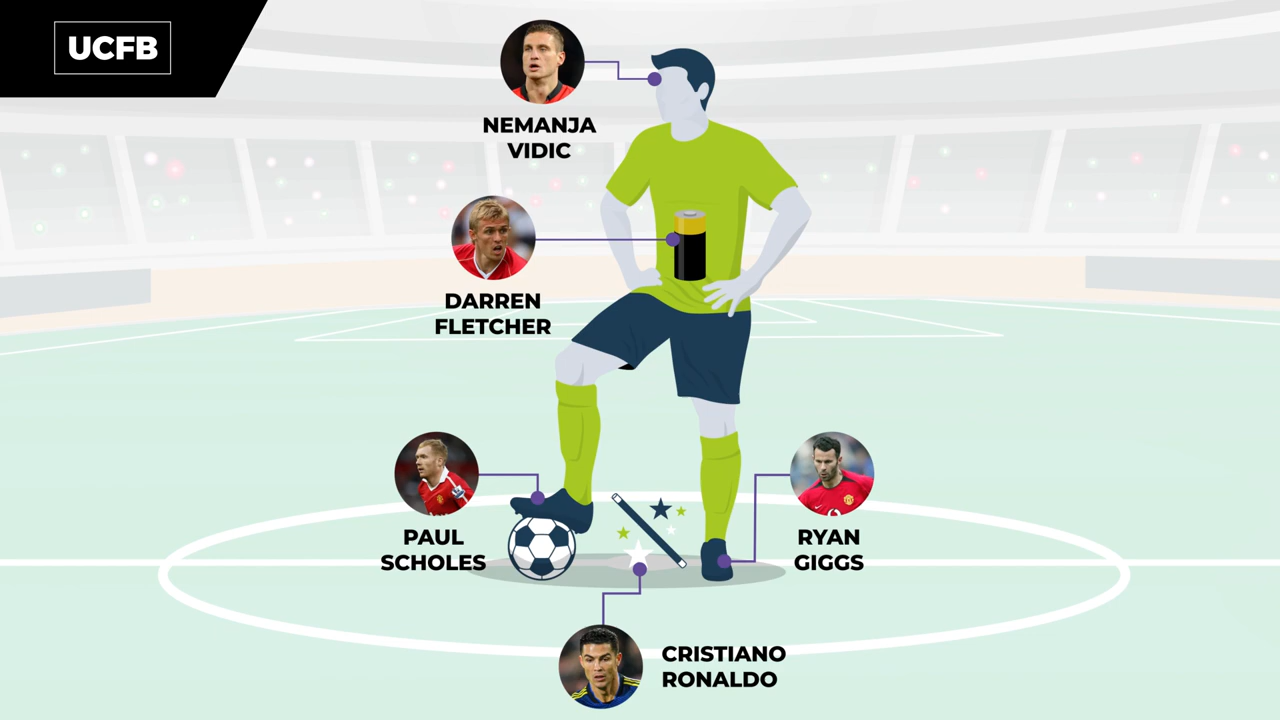 UCFB
NEMANJA
VIDIC
DARREN
FLETCHER
PAUL
SCHOLES
RYAN
GIGGS
CRISTIANO
RONALDO